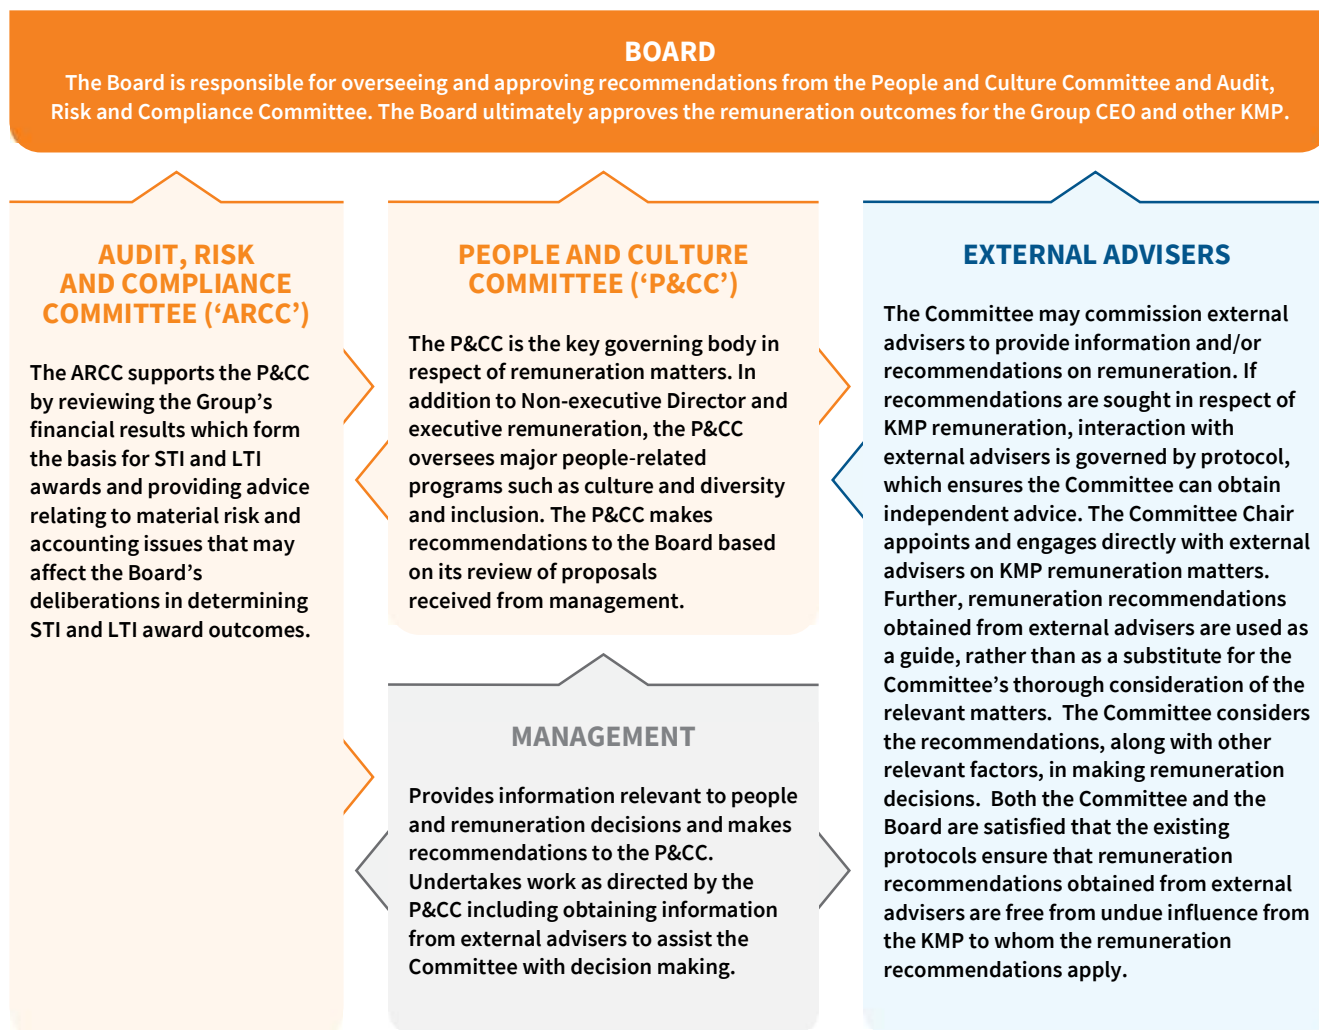 BOARD
The Board is responsible for overseeing and approving recommendations from the People and Culture Committee and Audit,
Risk and Compliance Committee. The Board ultimately approves the remuneration outcomes for the Group CEO and other KMP.
AUDIT, RISK
AND COMPLIANCE
COMMITTEE (‘ARCC’)
The ARCC supports the P&CC
by reviewing the Group’s
financial results which form
the basis for STI and LTI
awards and providing advice
relating to material risk and
accounting issues that may
affect the Board’s
deliberations in determining
STI and LTI award outcomes.
PEOPLE AND CULTURE
COMMITTEE (‘P&CC’)
The P&CC is the key governing body in
respect of remuneration matters. In
addition to Non-executive Director and
executive remuneration, the P&CC
oversees major people-related
programs such as culture and diversity
and inclusion. The P&CC makes
recommendations to the Board based
on its review of proposals
received from management.
MANAGEMENT
Provides information relevant to people
and remuneration decisions and makes
recommendations to the P&CC.
Undertakes work as directed by the
P&CC including obtaining information
from external advisers to assist the
Committee with decision making.
EXTERNAL ADVISERS
The Committee may commission external
advisers to provide information and/or
recommendations on remuneration. If
recommendations are sought in respect of
KMP remuneration, interaction with
external advisers is governed by protocol,
which ensures the Committee can obtain
independent advice. The Committee Chair
appoints and engages directly with external
advisers on KMP remuneration matters.
Further, remuneration recommendations
obtained from external advisers are used as
a guide, rather than as a substitute for the
Committee’s thorough consideration of the
relevant matters.  The Committee considers
the recommendations, along with other
relevant factors, in making remuneration
decisions.  Both the Committee and the
Board are satisfied that the existing
protocols ensure that remuneration
recommendations obtained from external
advisers are free from undue influence from
the KMP to whom the remuneration
recommendations apply.